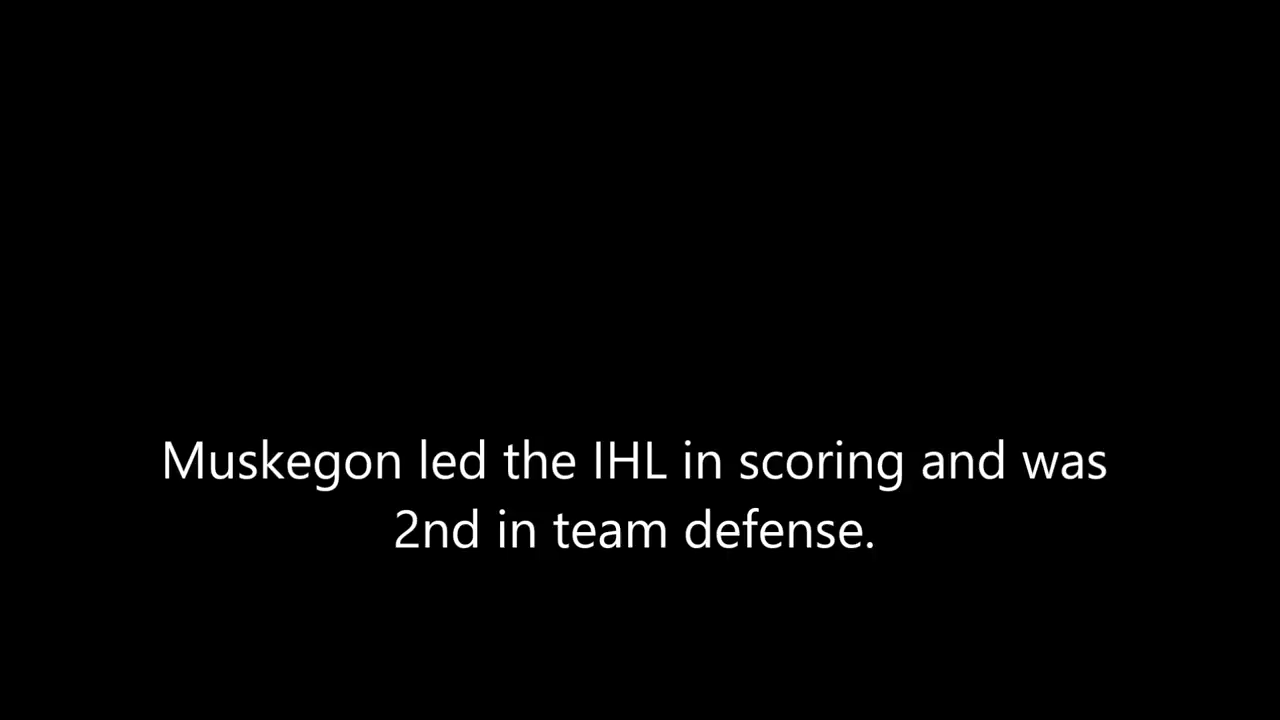 Muskegon led the IHL in scoring and was
2nd in team defense.